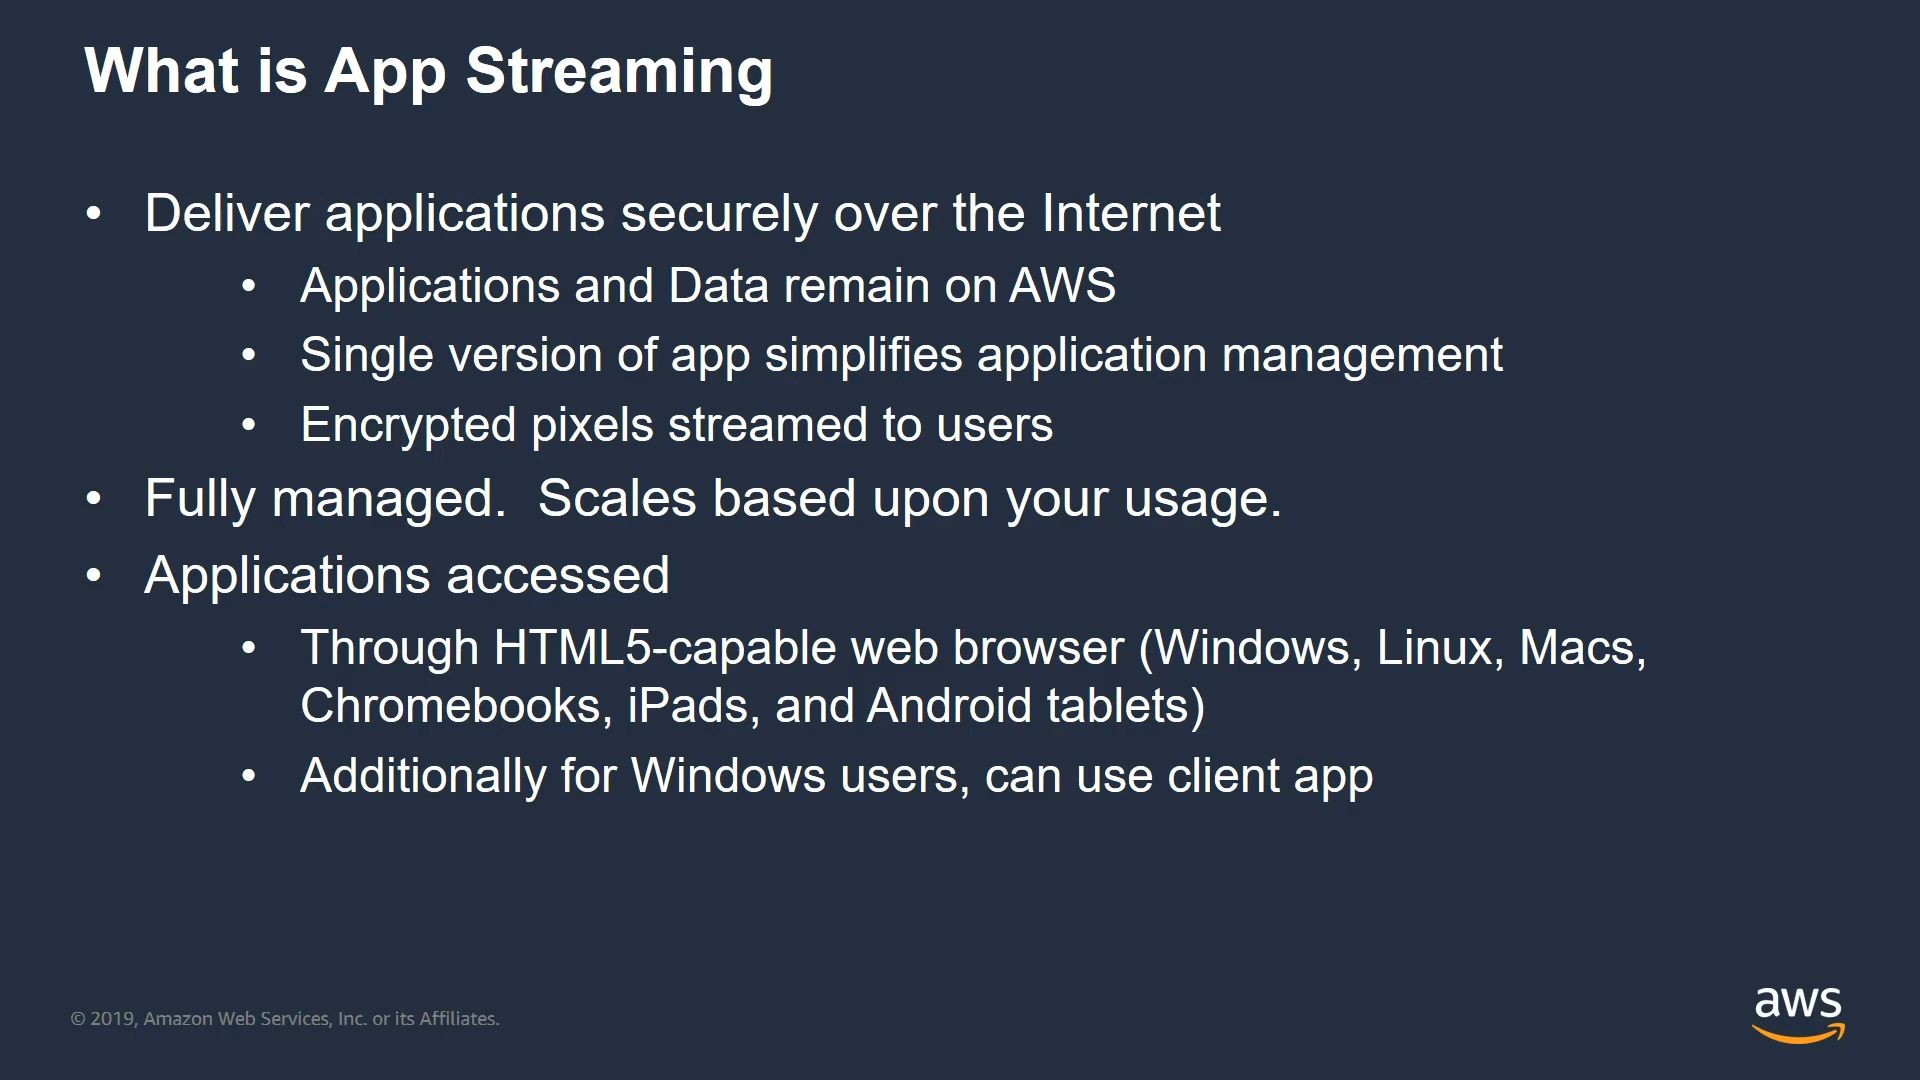 What is App Streaming
• Deliver applications securely over the Internet
• Applications and Data remain on AWS
• Single version of app simplifies application management
• Encrypted pixels streamed to users
• Fully managed.  Scales based upon your usage.
• Applications accessed
• Through HTML5-capable web browser (Windows, Linux, Macs,
Chromebooks, iPads, and Android tablets)
• Additionally for Windows users, can use client app
© 2019, Amazon Web Services, Inc. or its Affiliates.
aws